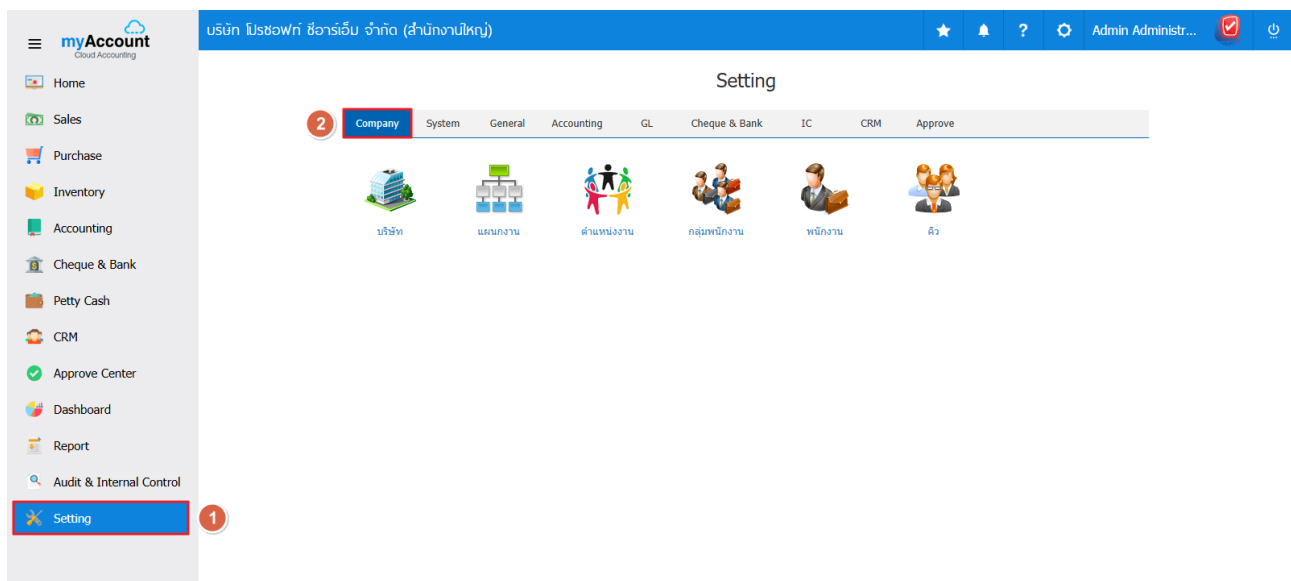 myAccount
Cloud Accounting
บริษัท โปรซอฟท์ ซีอาร์เอ็ม จำกัด (สำนักงานใหญ่)
?
Admin Administr...
Home
Sales
Purchase
Inventory
Accounting
Cheque & Bank
Petty Cash
CRM
Approve Center
Dashboard
Report
Audit & Internal Control
Setting
1
Setting
2
Company System General Accounting GL Cheque & Bank IC CRM Approve
บริษัท แผนกงาน ตำแหน่งงาน กลุ่มพนักงาน พนักงาน คิว